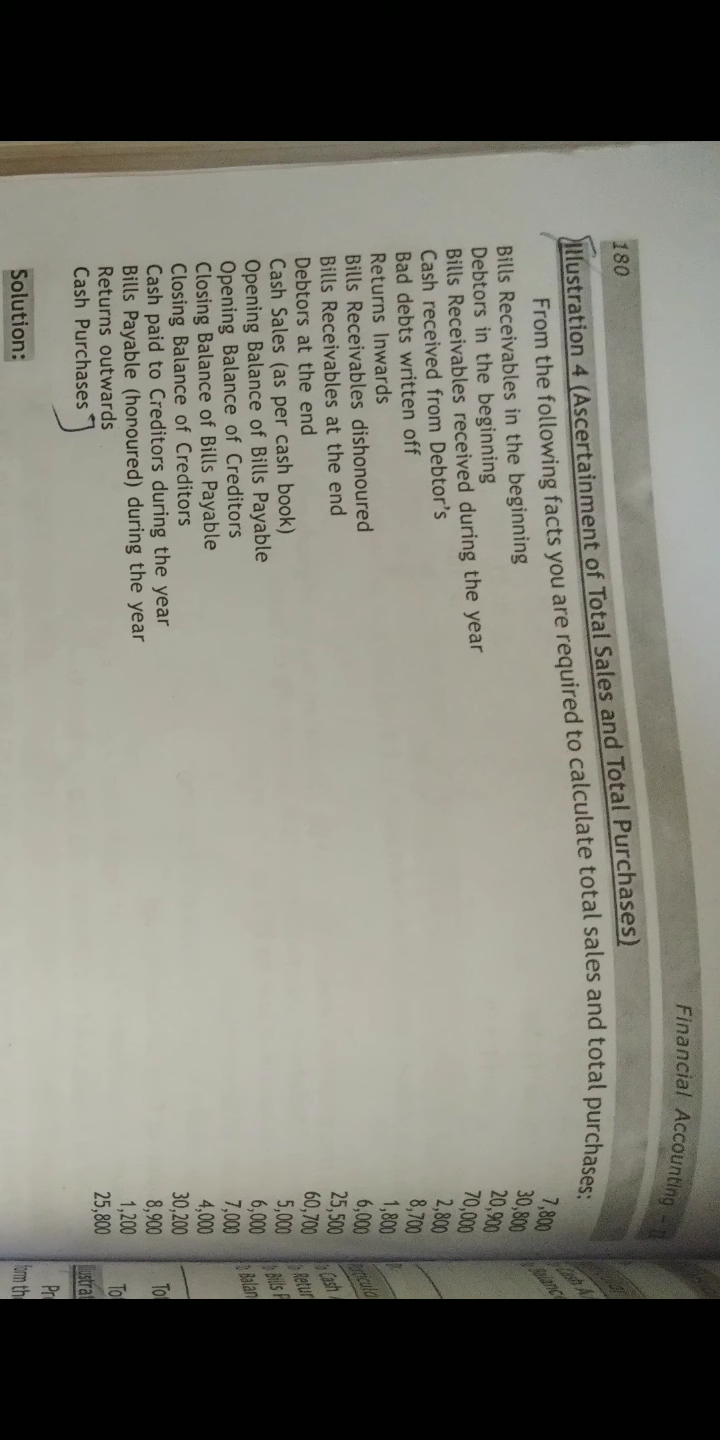 180
Financial Accounting -
Illustration 4 (Ascertainment of Total Sales and Total Purchases)
From the following facts you are required to calculate total sales and total purchases:
Bills Receivables in the beginning 7,800
Debtors in the beginning 30,800
Bills Receivables received during the year 20,900
Cash received from Debtor's 70,000
Bad debts written off 2,800
Returns Inwards 8,700
Bills Receivables dishonoured 1,800
Bills Receivables at the end 6,000
Debtors at the end 25,500
Cash Sales (as per cash book) 60,700
Opening Balance of Bills Payable 5,000
Opening Balance of Creditors 6,000
Closing Balance of Bills Payable 7,000
Closing Balance of Creditors 4,000
Cash paid to Creditors during the year 30,200
Bills Payable (honoured) during the year 8,900
Returns outwards 1,200
Cash Purchases 25,800
Solution: